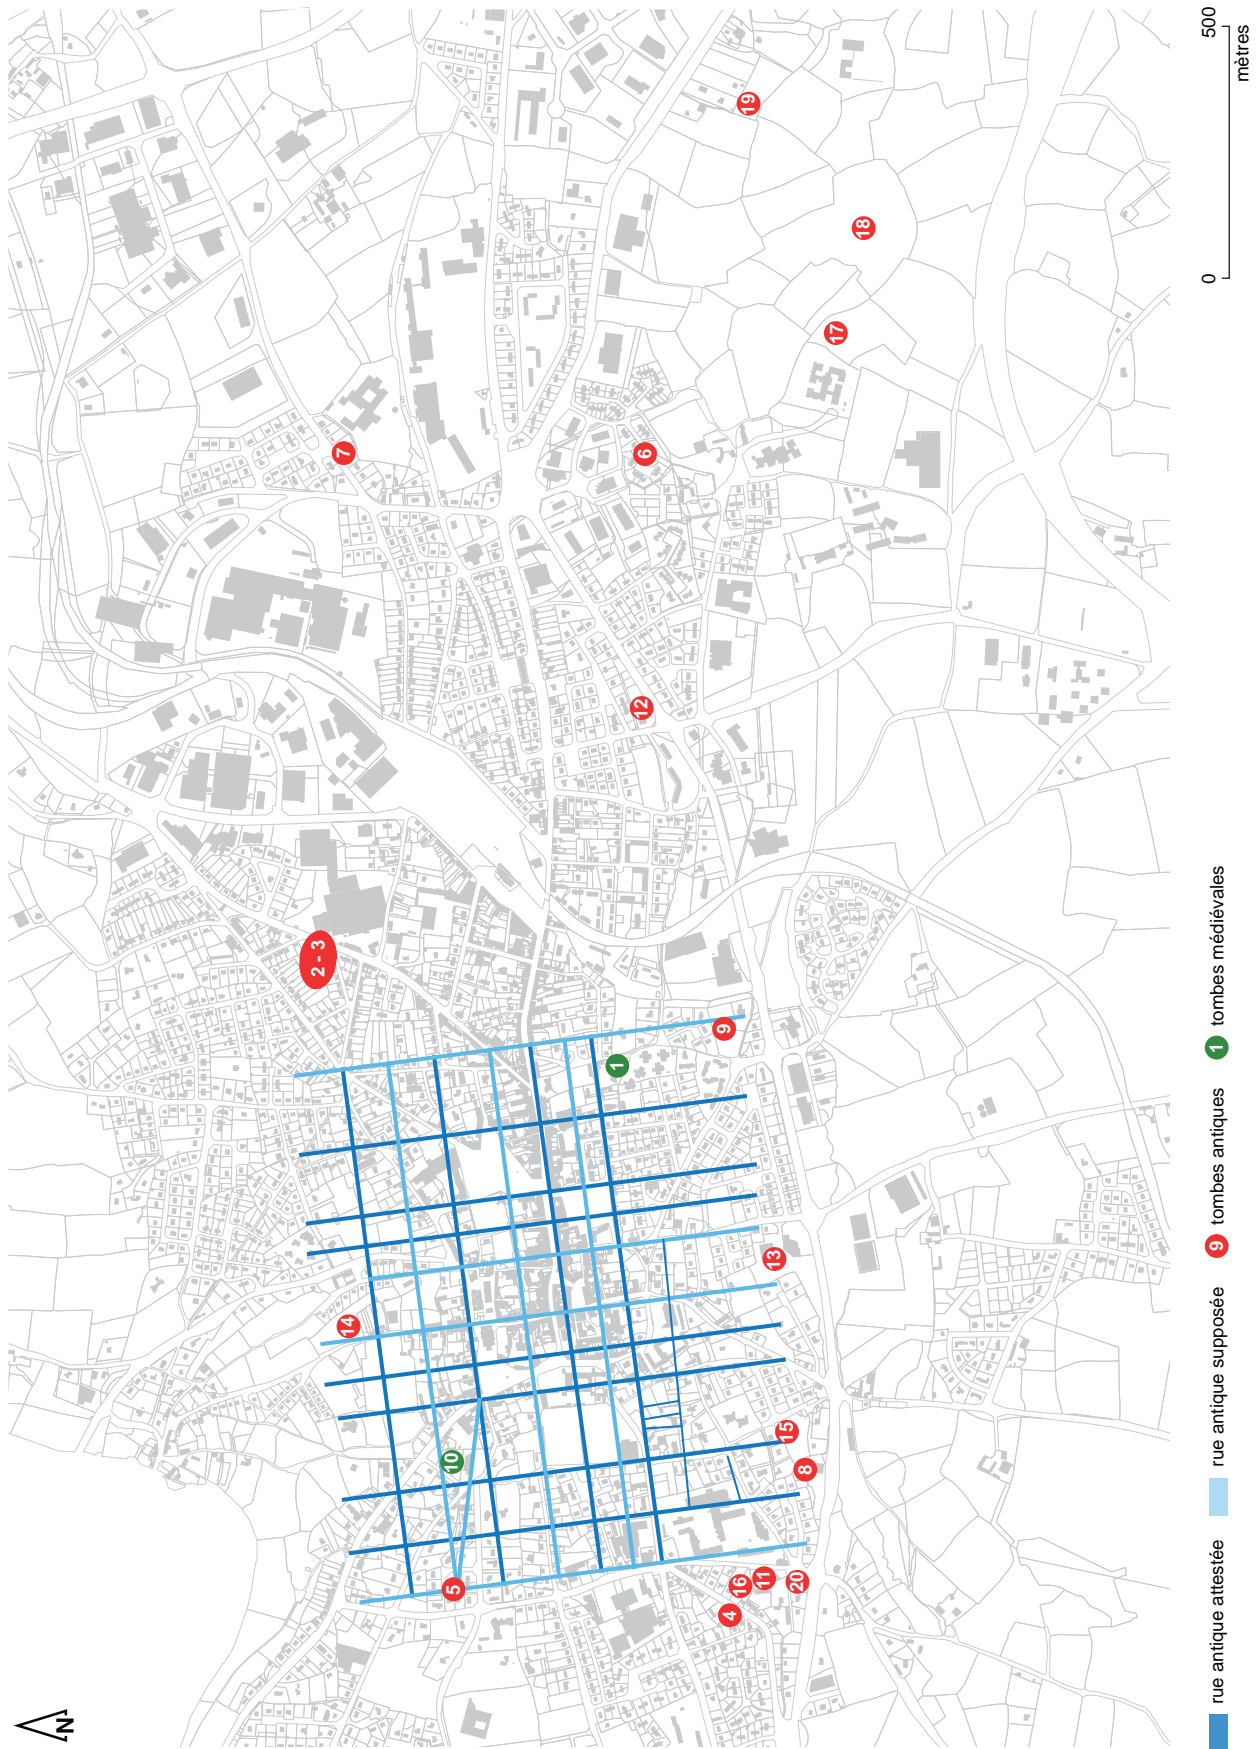 N
2 - 3
14
7
5
10
1
12
6
4
16
11
20
8
15
13
9
17
18
19
rue antique attestée
rue antique supposée
9 tombes antiques
1 tombes médiévales
0 500
mètres